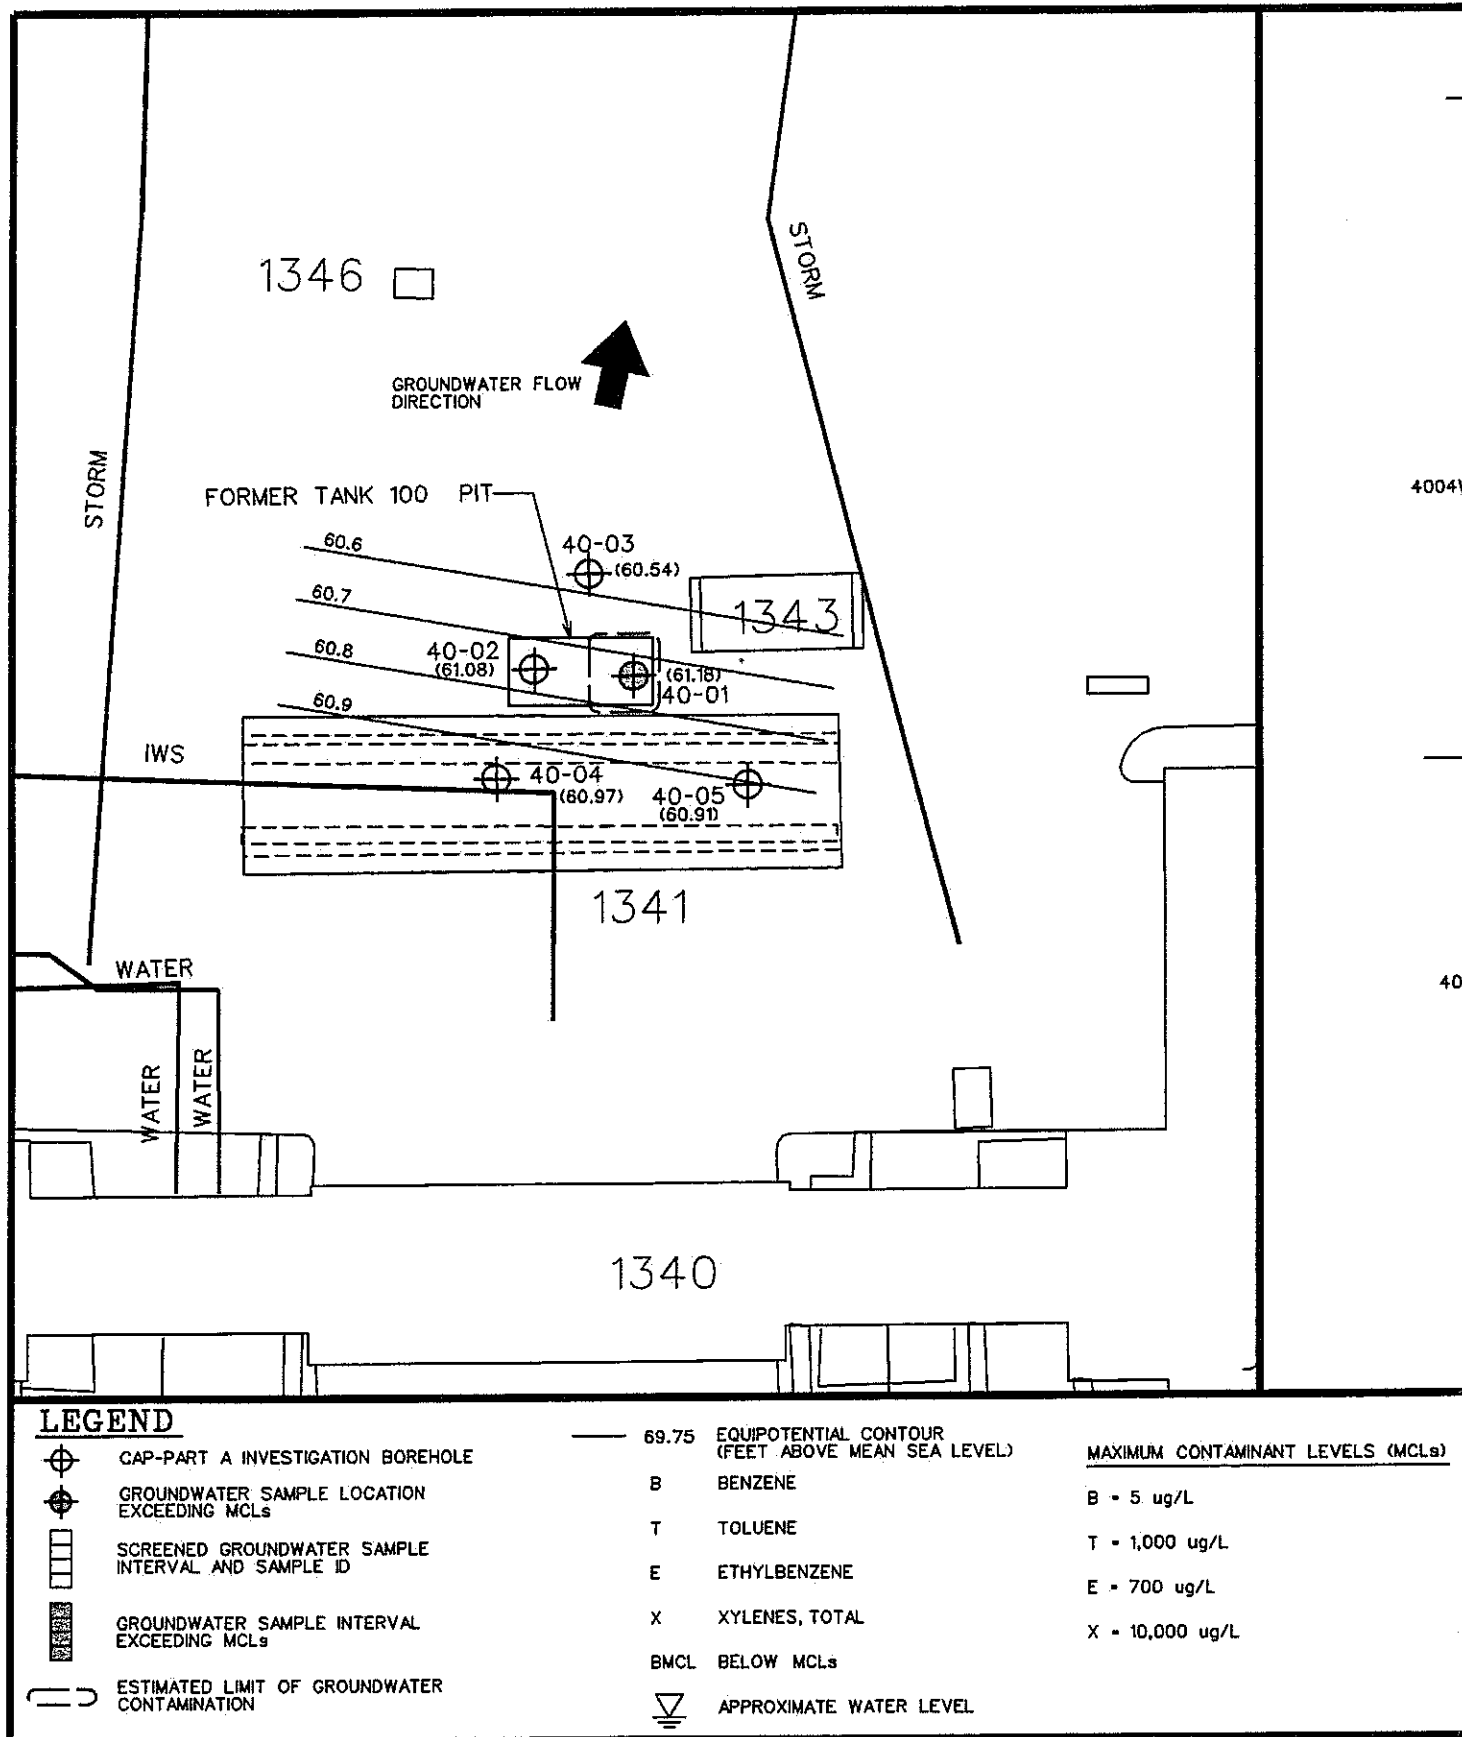 STORM
1346
GROUNDWATER FLOW
DIRECTION
STORM
FORMER TANK 100 PIT
4004
60.6
40-03
(60.54)
60.7
1343
60.8
40-02
(61.08)
(61.18)
40-01
60.9
IWS
40-04
(60.97)
40-05
(60.91)
1341
WATER
40
WATER
WATER
1340
LEGEND
CAP-PART A INVESTIGATION BOREHOLE
GROUNDWATER SAMPLE LOCATION
EXCEEDING MCLs
SCREENED GROUNDWATER SAMPLE
INTERVAL AND SAMPLE ID
GROUNDWATER SAMPLE INTERVAL
EXCEEDING MCLs
ESTIMATED LIMIT OF GROUNDWATER
CONTAMINATION
69.75 EQUIPOTENTIAL CONTOUR
(FEET ABOVE MEAN SEA LEVEL)
B BENZENE
T TOLUENE
E ETHYLBENZENE
X XYLENES, TOTAL
BMCL BELOW MCLs
APPROXIMATE WATER LEVEL
MAXIMUM CONTAMINANT LEVELS (MCLs)
B = 5 ug/L
T = 1,000 ug/L
E = 700 ug/L
X = 10,000 ug/L